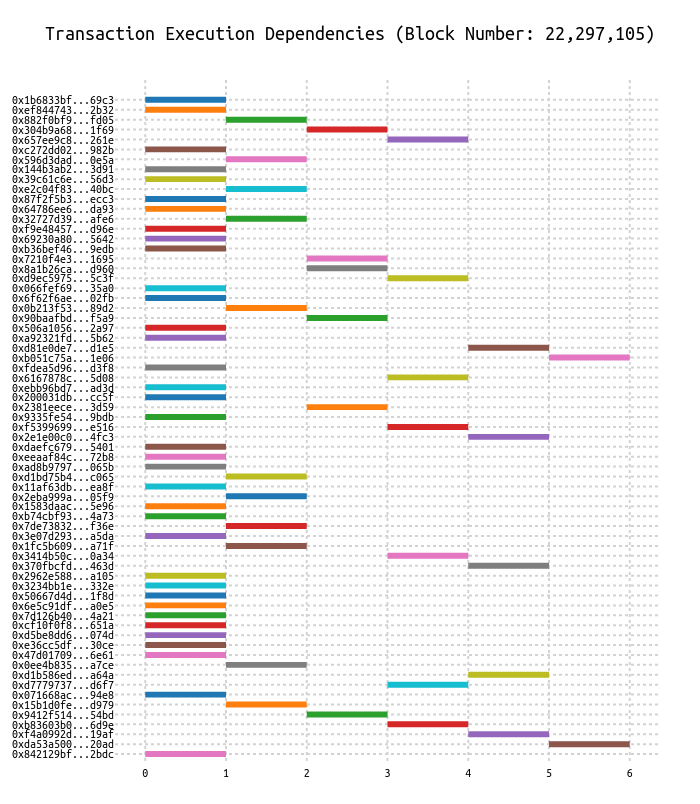 Transaction Execution Dependencies (Block Number: 22,297,105)
0x1b6833bf...69c3
0xef844743...2b32
0x882f0bf9...fd05
0x304b9a68...1f69
0x657ee9c8...261e
0xc272dd02...982b
0x596d3dad...0e5a
0x144b3ab2...3d91
0x39c61c6e...56d3
0xe2c04f83...40bc
0x87f2f5b3...ecc3
0x64786ee6...da93
0x32727d39...afe6
0xf9e48457...d96e
0x69230a80...5642
0xb36bef46...9edb
0x7210f4e3...1695
0x8a1b26ca...d960
0xd9ec5975...5c3f
0x066fef69...35a0
0x6f62f6ae...02fb
0x0b213f53...89d2
0x90baafbd...f5a9
0x506a1056...2a97
0xa92321fd...5b62
0xd81e0de7...d1e5
0xb051c75a...1e06
0xfdea5d96...d3f8
0x6167878c...5d08
0xebb96bd7...ad3d
0x200031db...cc5f
0x2381eece...3d59
0x9335fe54...9bdb
0xf5399699...e516
0x2e1e00c0...4fc3
0xdaefc679...5401
0xeeaaf84c...72b8
0xad8b9797...065b
0xd1bd75b4...c065
0x11af63db...ea8f
0x2eba999a...05f9
0x1583daac...5e96
0xb74cbf93...4a73
0x7de73832...f36e
0x3e07d293...a5da
0x1fc5b609...a71f
0x3414b50c...0a34
0x370fbcfd...463d
0x2962e588...a105
0x3234bb1e...332e
0x50667d4d...1f8d
0x6e5c91df...a0e5
0x7d126b40...4a21
0xcf10f0f8...651a
0xd5be8dd6...074d
0xe36cc5df...30ce
0x47d01709...6e61
0x0ee4b835...a7ce
0xd1b586ed...a64a
0xd7779737...d6f7
0x071668ac...94e8
0x15b1d0fe...d979
0x9412f514...54bd
0xb83603b0...6d9e
0xf4a0992d...19af
0xda53a500...20ad
0x842129bf...2bdc
0 1 2 3 4 5 6